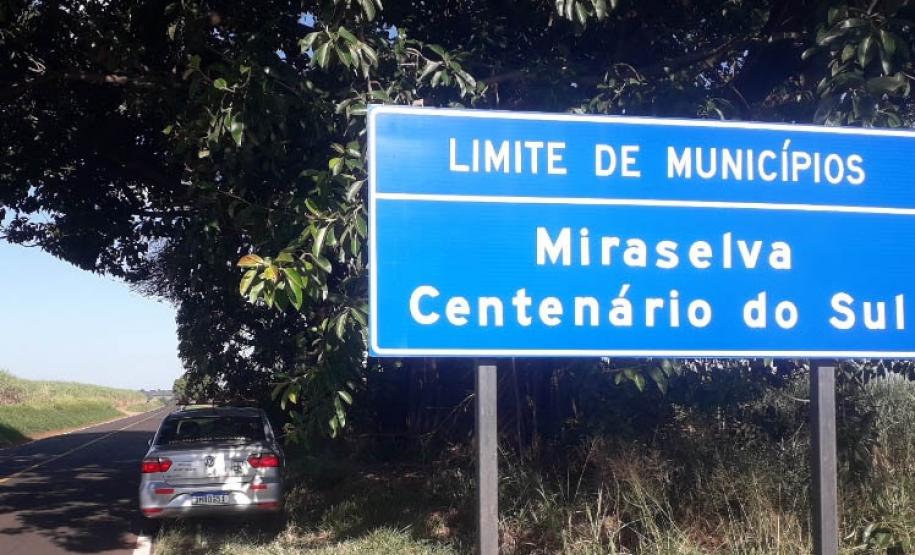 LIMITE DE MUNICÍPIOS
Miraselva
Centenário do Sul